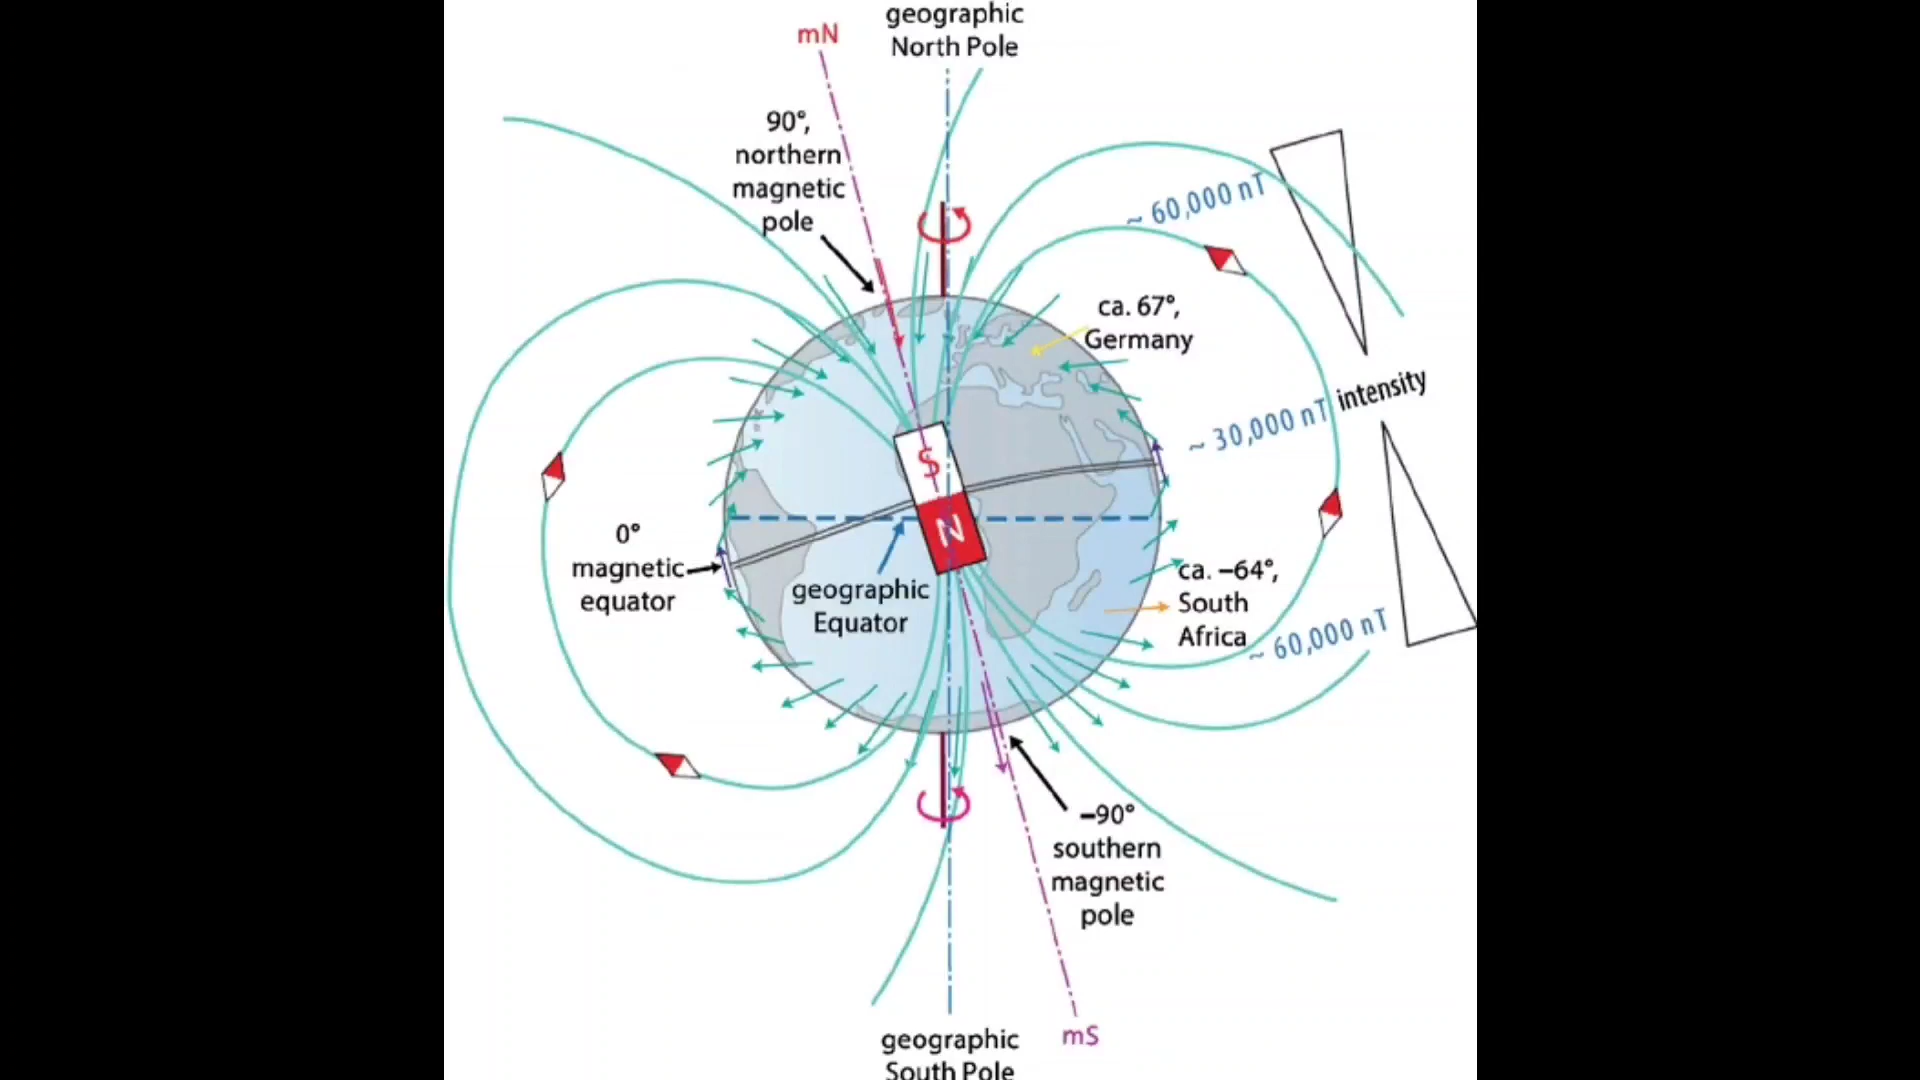 geographic
North Pole
mN
90°,
northern
magnetic
pole
~ 60,000 nT
ca. 67°,
Germany
intensity
~ 30,000 nT
S
N
0°
magnetic
equator
geographic
Equator
ca. –64°,
South
Africa
~ 60,000 nT
–90°
southern
magnetic
pole
mS
geographic
South Pole